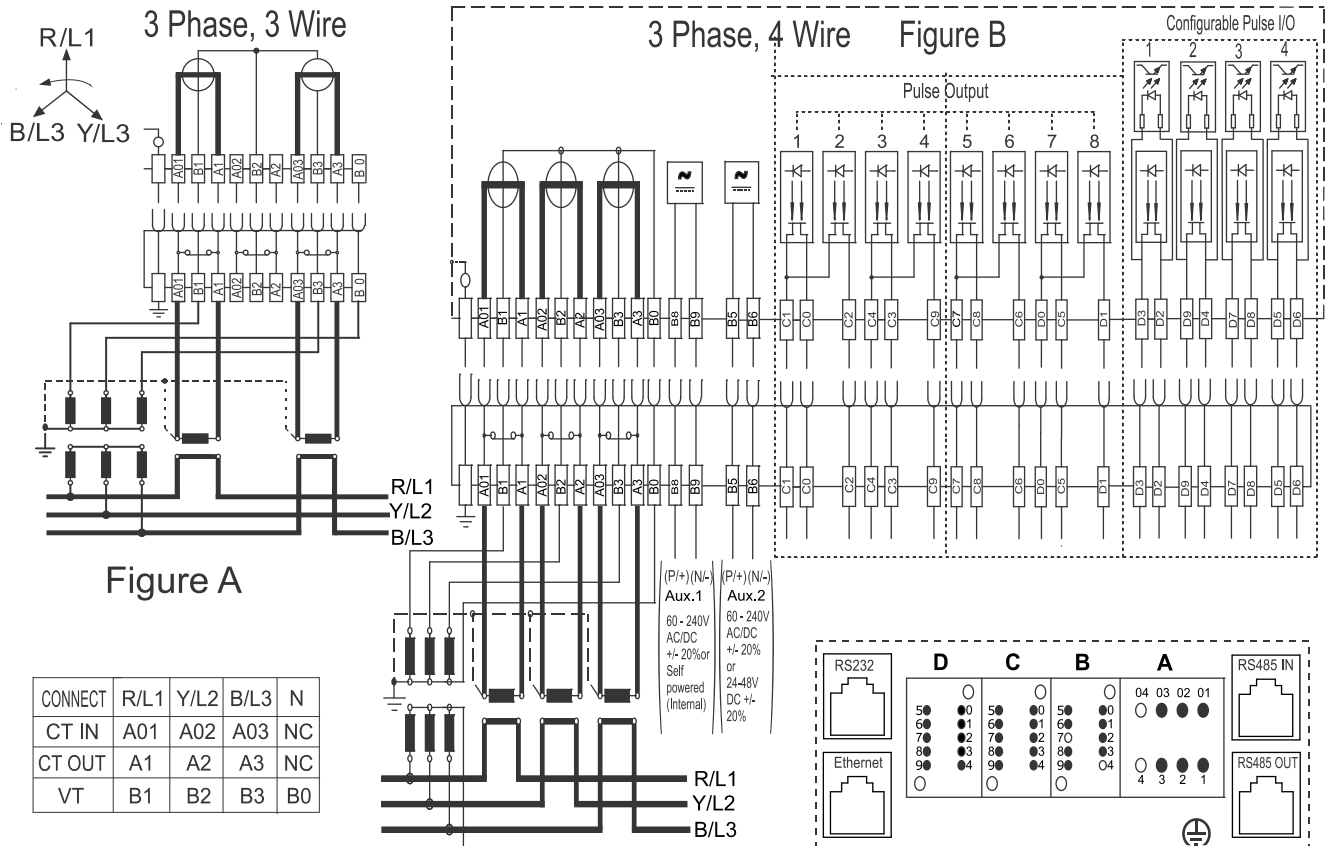 3 Phase, 3 Wire
R/L1
B/L3 Y/L3
A01 B1 A1 A02 B2 A2 A03 B3 A3 B0
A01 B1 A1 A02 B2 A2 A03 B3 A3 B0
R/L1
Y/L2
B/L3
Figure A
3 Phase, 4 Wire Figure B
Configurable Pulse I/O
1 2 3 4
Pulse Output
1 2 3 4 5 6 7 8
A01 B1 A1 A02 B2 A2 A03 B3 A3 B0 B8 B9 B5 B6 C1 C0 C2 C4 C3 C9 C7 C8 C6 D0 C5 D1 D3 D2 D9 D4 D7 D8 D5 D6
A01 B1 A1 A02 B2 A2 A03 B3 A3 B0 B8 B9 B5 B6 C1 C0 C2 C4 C3 C9 C7 C8 C6 D0 C5 D1 D3 D2 D9 D4 D7 D8 D5 D6
(P/+)(N/-)
Aux.1
60 - 240V
AC/DC
+/- 20%or
Self
powered
(Internal)
(P/+)(N/-)
Aux.2
60 - 240V
AC/DC
+/- 20%
or
24-48V
DC +/-
20%
R/L1
Y/L2
B/L3
CONNECT R/L1 Y/L2 B/L3 N
CT IN A01 A02 A03 NC
CT OUT A1 A2 A3 NC
VT B1 B2 B3 B0
RS232 D C B A RS485 IN
04 03 02 01
5 0 5 0 5 0
6 1 6 1 6 1
7 2 7 2 7 2
8 3 8 3 8 3
9 4 9 4 9 4
4 3 2 1
Ethernet
RS485 OUT